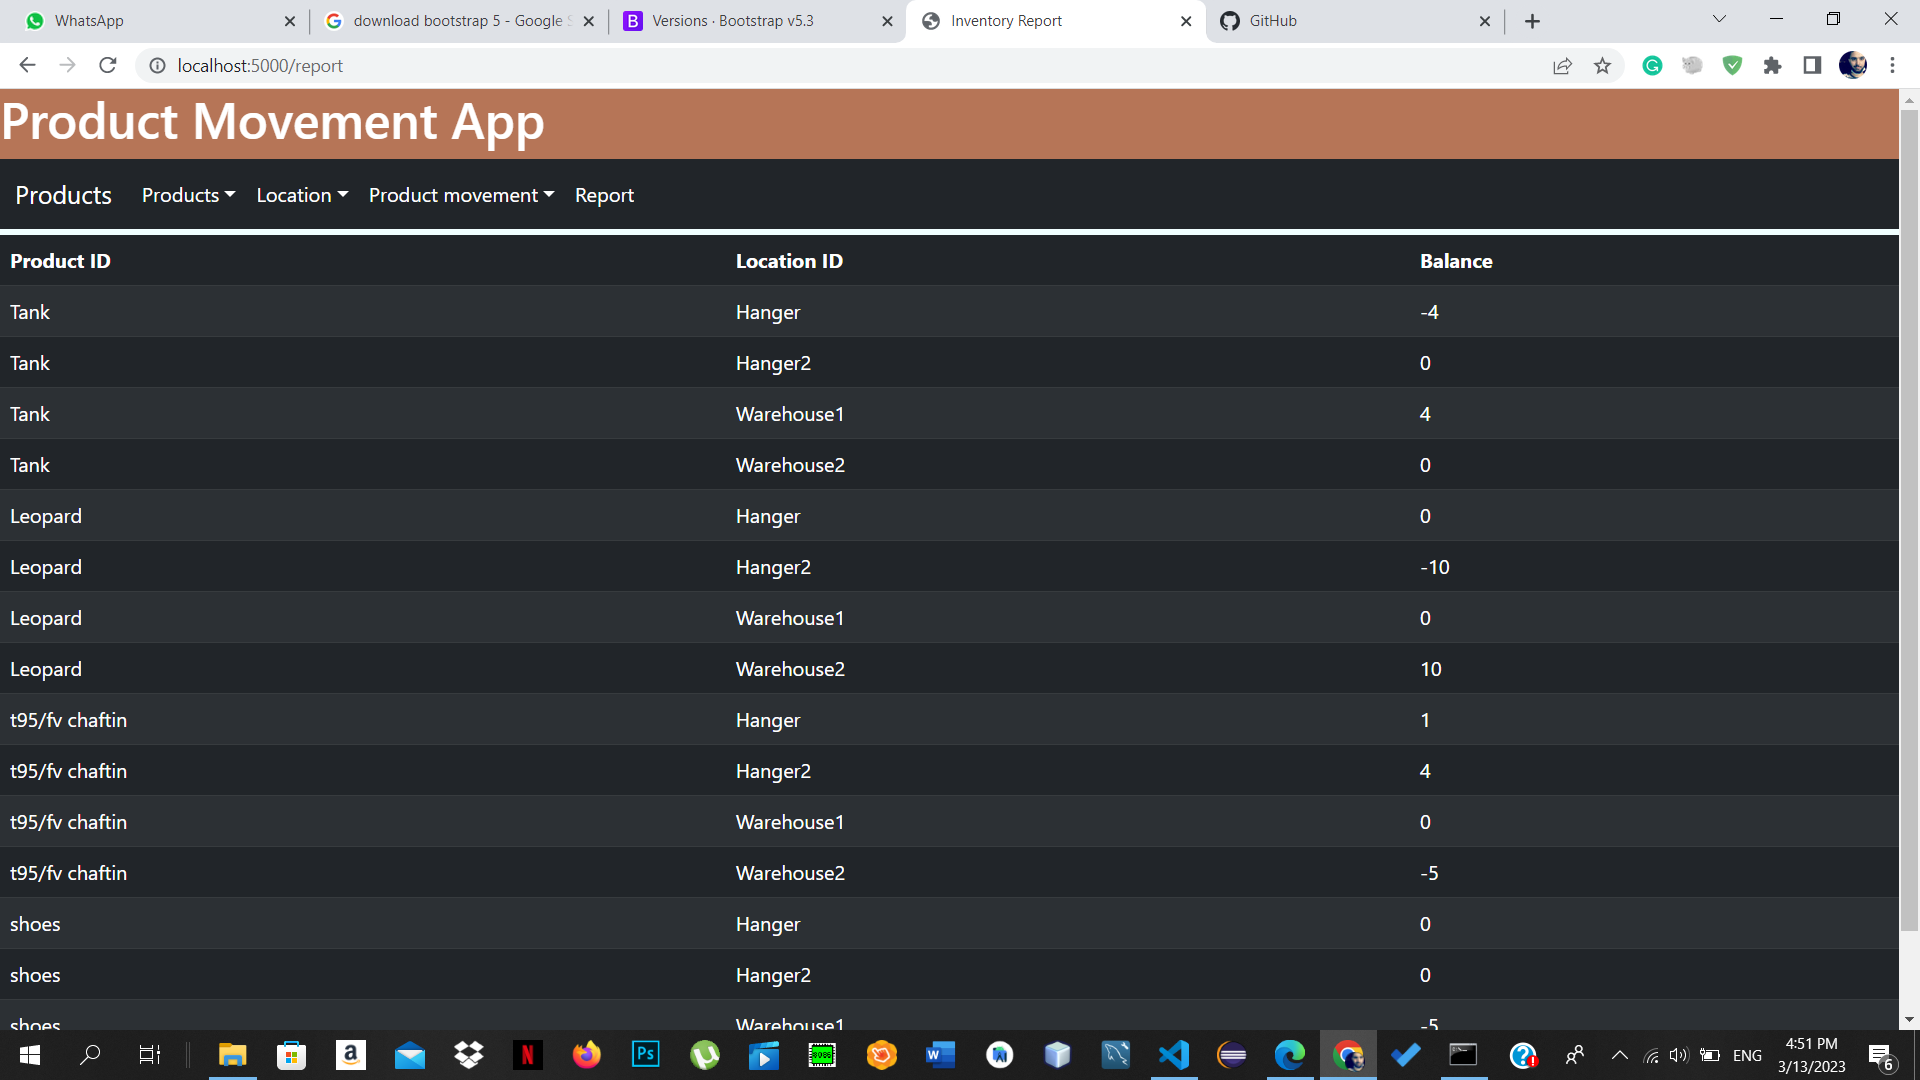 WhatsApp
download bootstrap 5 - Google S
Versions · Bootstrap v5.3
Inventory Report
GitHub
localhost:5000/report
Product Movement App
Products Products Location Product movement Report
Product ID Location ID Balance
Tank Hanger -4
Tank Hanger2 0
Tank Warehouse1 4
Tank Warehouse2 0
Leopard Hanger 0
Leopard Hanger2 -10
Leopard Warehouse1 0
Leopard Warehouse2 10
t95/fv chaftin Hanger 1
t95/fv chaftin Hanger2 4
t95/fv chaftin Warehouse1 0
t95/fv chaftin Warehouse2 -5
shoes Hanger 0
shoes Hanger2 0
shoes Warehouse1 -5
ENG
4:51 PM
3/13/2023
6